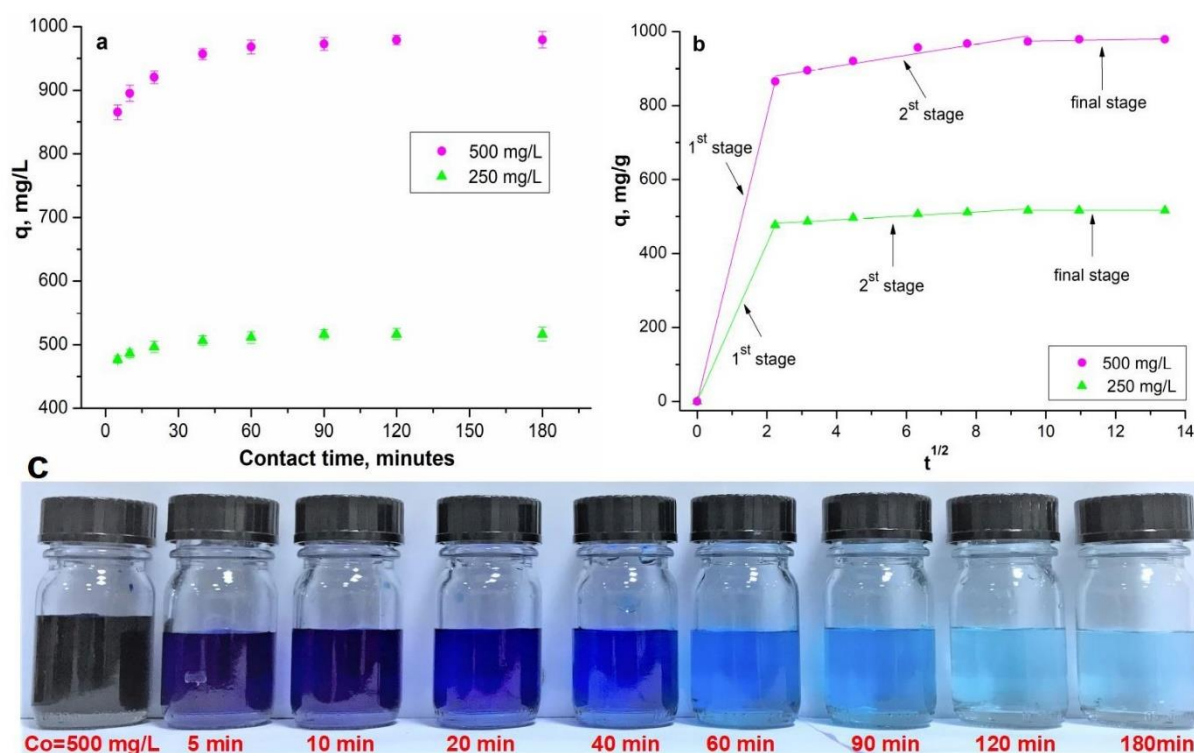 a
1000
900
800
700
600
500
400
q, mg/L
500 mg/L
250 mg/L
0 30 60 90 120 150 180
Contact time, minutes
b
1000
800
600
400
200
0
q, mg/g
1st stage
2st stage
final stage
1st stage
2st stage
final stage
500 mg/L
250 mg/L
0 2 4 6 8 10 12 14
t1/2
C
Co=500 mg/L 5 min 10 min 20 min 40 min 60 min 90 min 120 min 180min